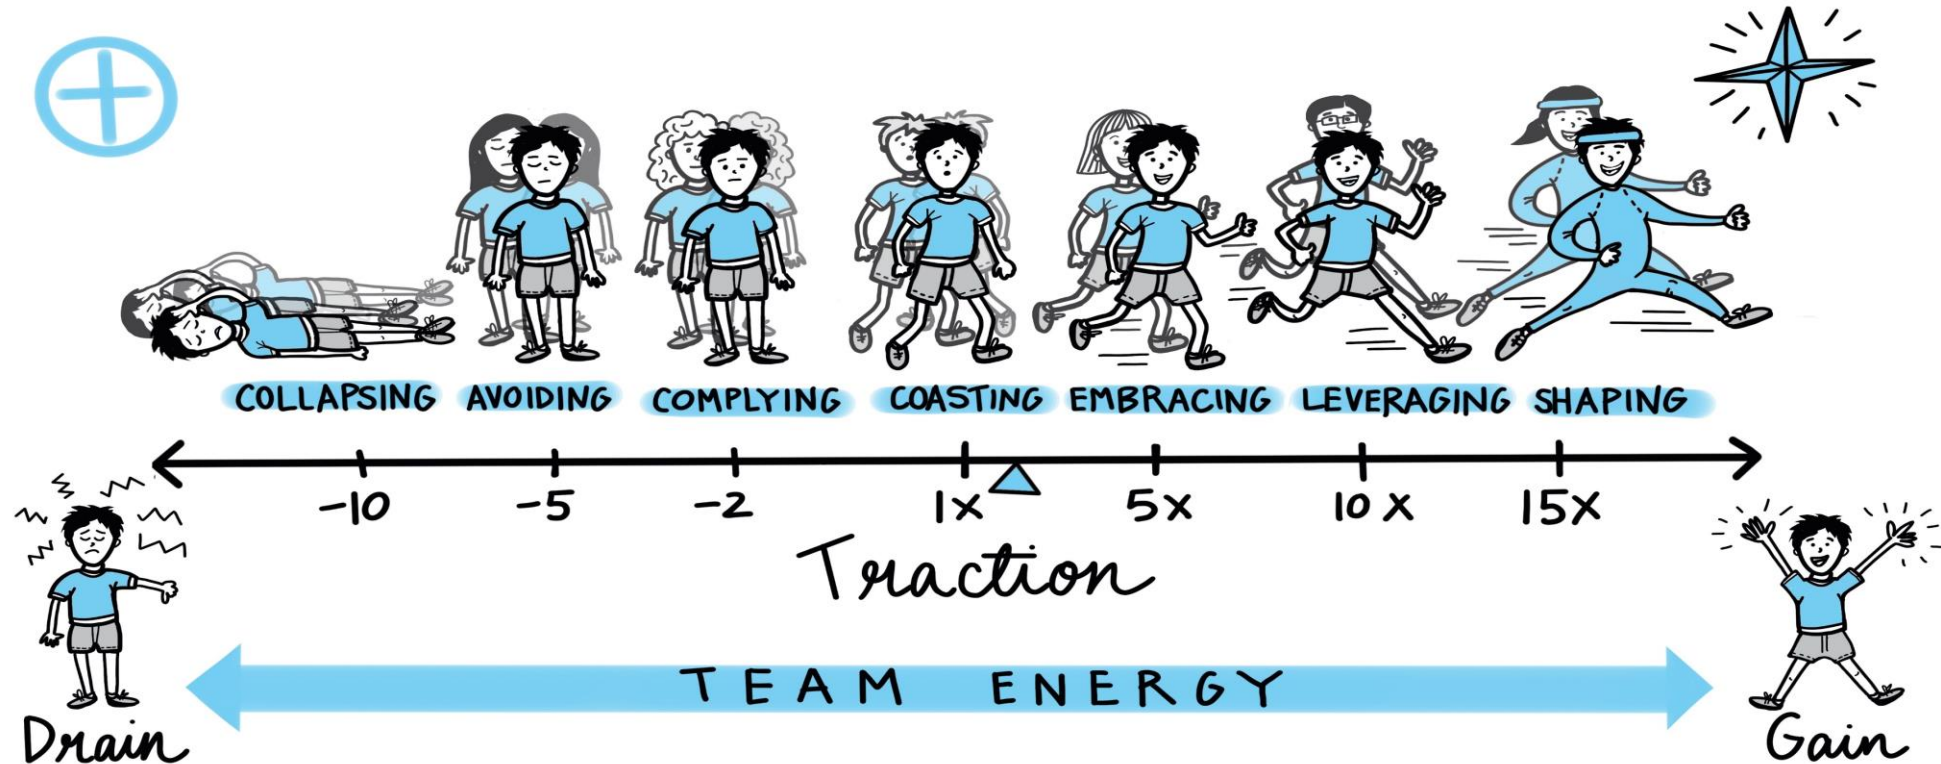 COLLAPSING AVOIDING COMPLYING COASTING EMBRACING LEVERAGING SHAPING
-10 -5 -2 1X 5X 10X 15X
Traction
TEAM ENERGY
Drain
Gain